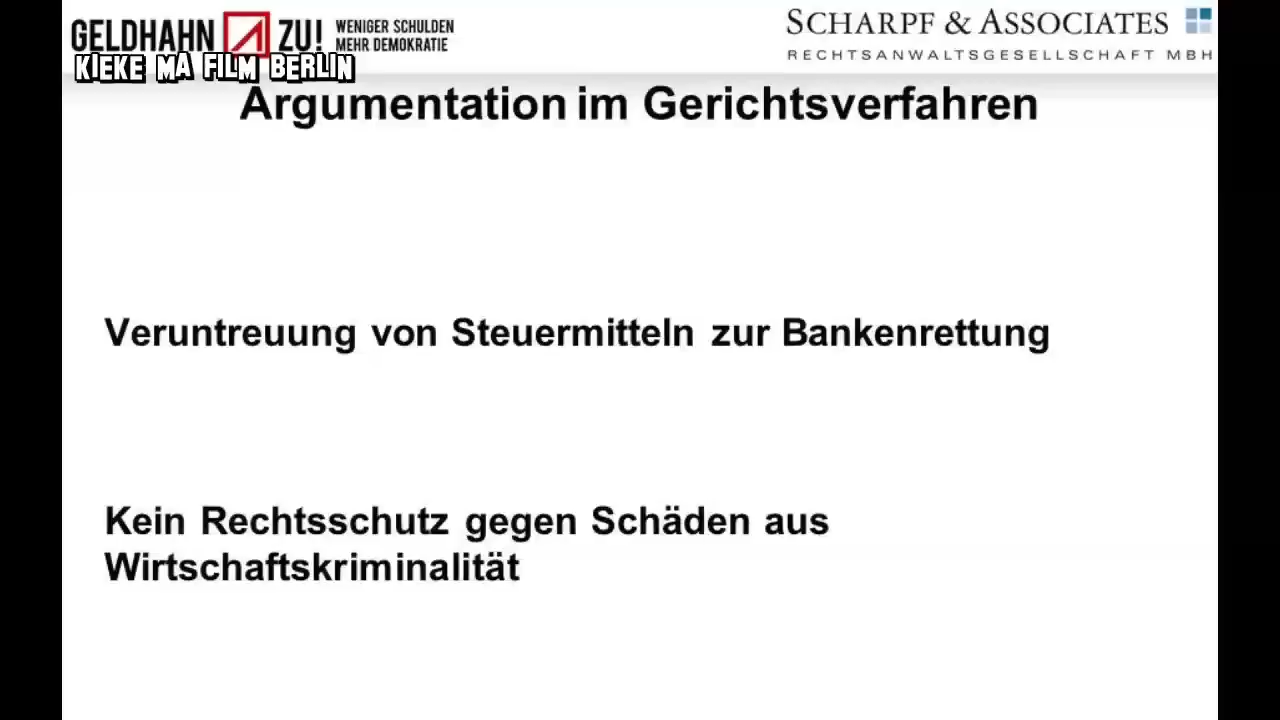 GELDHAHN ZU! WENIGER SCHULDEN
MEHR DEMOKRATIE
SCHARPF & ASSOCIATES
RECHTSANWALTSGESELLSCHAFT MBH
KIEKE MA FILM BERLIN
Argumentation im Gerichtsverfahren
Veruntreuung von Steuermitteln zur Bankenrettung
Kein Rechtsschutz gegen Schäden aus
Wirtschaftskriminalität